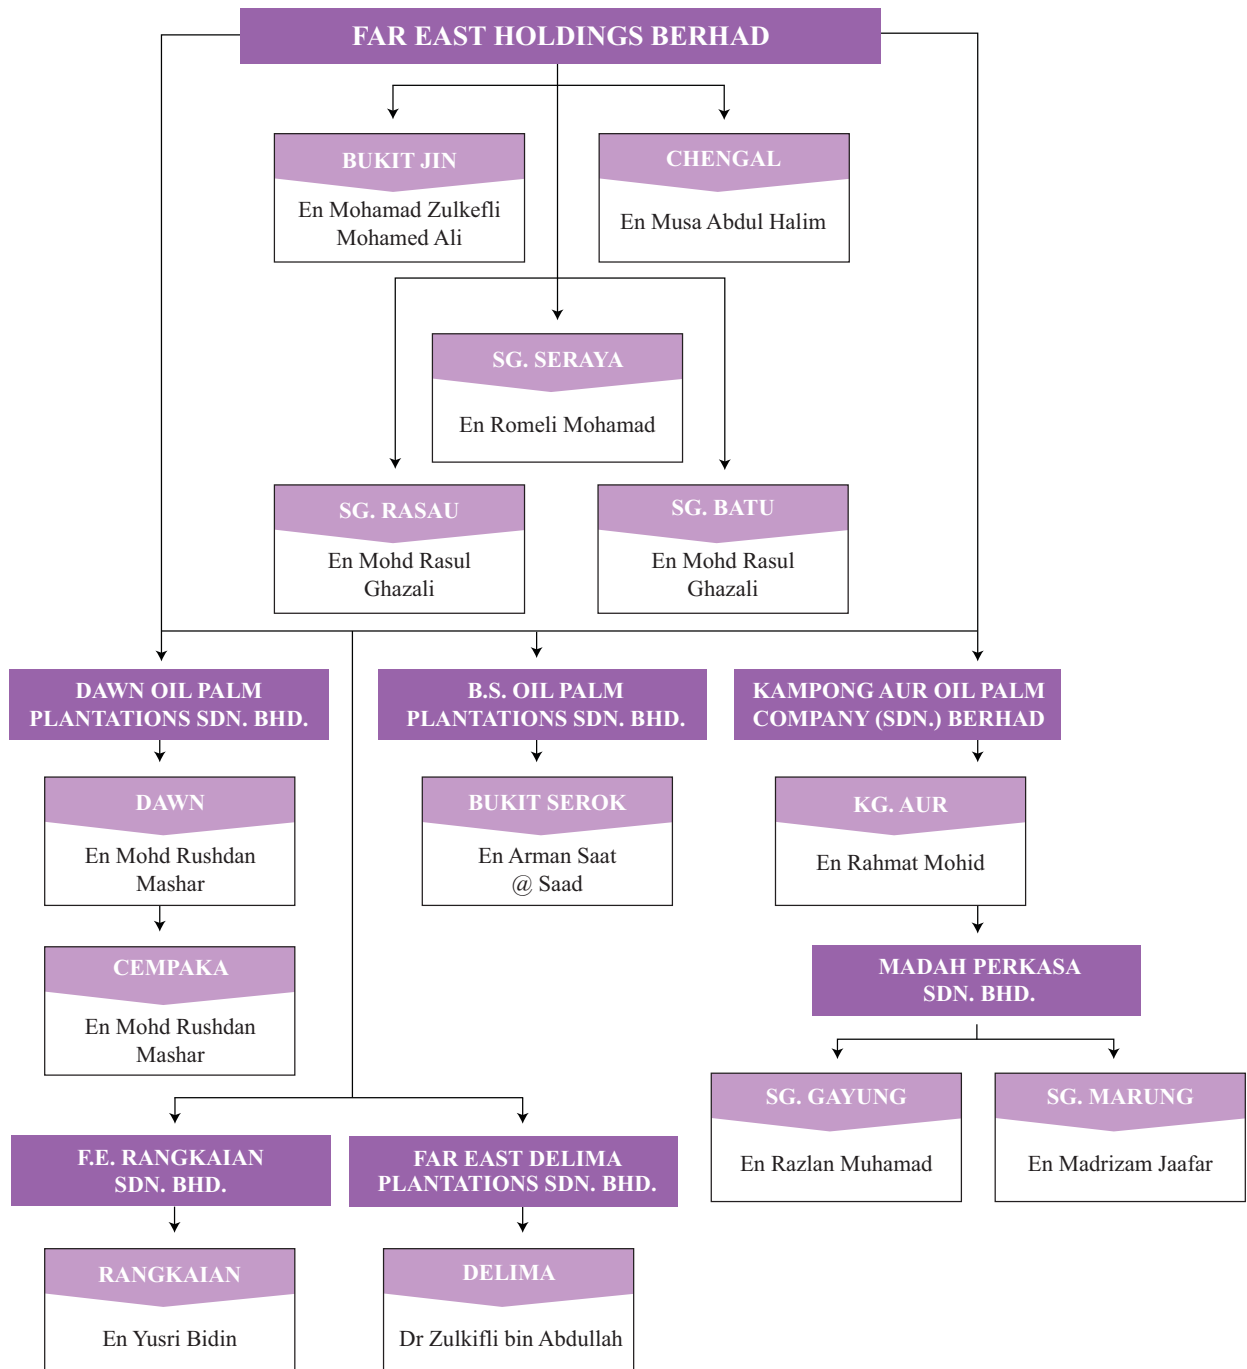 FAR EAST HOLDINGS BERHAD
BUKIT JIN
En Mohamad Zulkefli
Mohamed Ali
CHENGAL
En Musa Abdul Halim
SG. SERAYA
En Romeli Mohamad
SG. RASAU
En Mohd Rasul
Ghazali
SG. BATU
En Mohd Rasul
Ghazali
DAWN OIL PALM
PLANTATIONS SDN. BHD.
B.S. OIL PALM
PLANTATIONS SDN. BHD.
KAMPONG AUR OIL PALM
COMPANY (SDN.) BERHAD
DAWN
En Mohd Rushdan
Mashar
BUKIT SEROK
En Arman Saat
@ Saad
KG. AUR
En Rahmat Mohid
CEMPAKA
En Mohd Rushdan
Mashar
MADAH PERKASA
SDN. BHD.
SG. GAYUNG
En Razlan Muhamad
SG. MARUNG
En Madrizam Jaafar
F.E. RANGKAIAN
SDN. BHD.
FAR EAST DELIMA
PLANTATIONS SDN. BHD.
RANGKAIAN
En Yusri Bidin
DELIMA
Dr Zulkifli bin Abdullah